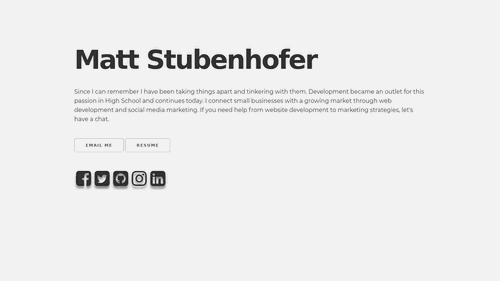 Matt Stubenhofer
Since I can remember I have been taking things apart and tinkering with them. Development became an outlet for this
passion in High School and continues today. I connect small businesses with a growing market through web
development and social media marketing. If you need help from website development to marketing strategies, let's
have a chat.
EMAIL ME RESUME